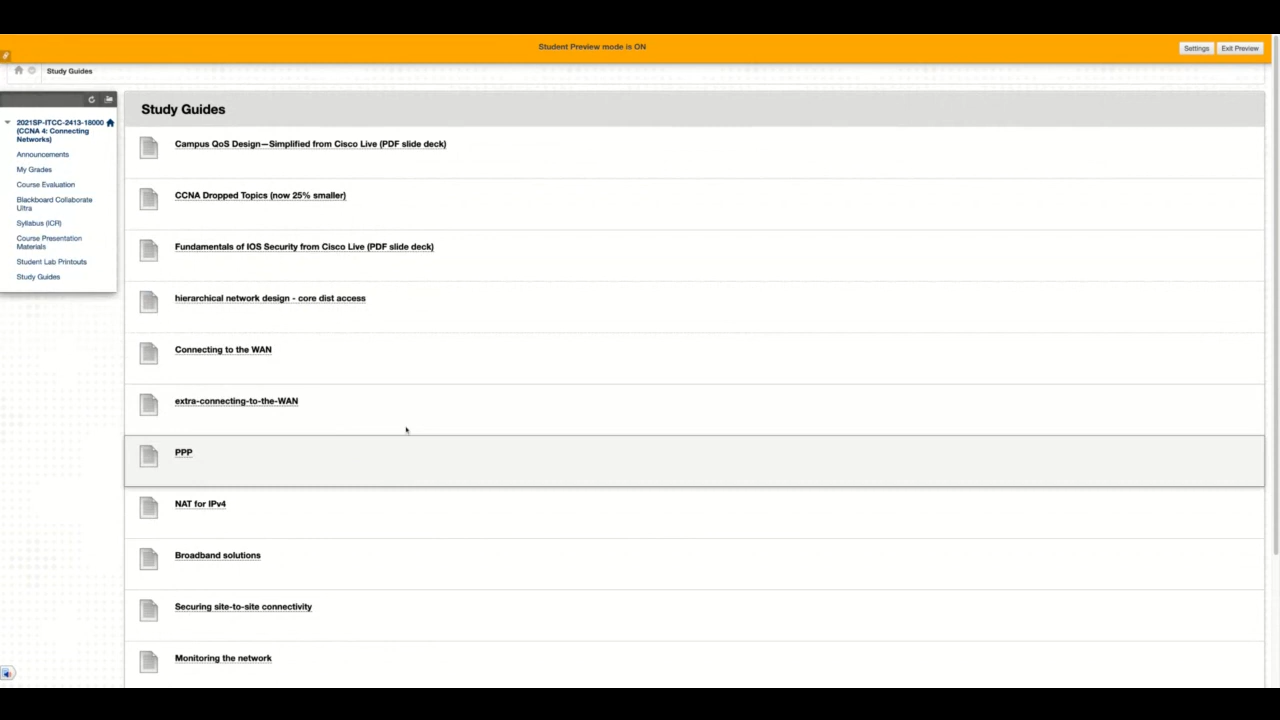 Student Preview mode is ON
Settings
Exit Preview
Study Guides
2021SP-ITCC-2413-18000
(CCNA 4: Connecting
Networks)
Announcements
My Grades
Course Evaluation
Blackboard Collaborate
Ultra
Syllabus (ICR)
Course Presentation
Materials
Student Lab Printouts
Study Guides
Study Guides
Campus QoS Design—Simplified from Cisco Live (PDF slide deck)
CCNA Dropped Topics (now 25% smaller)
Fundamentals of IOS Security from Cisco Live (PDF slide deck)
hierarchical network design - core dist access
Connecting to the WAN
extra-connecting-to-the-WAN
PPP
NAT for IPv4
Broadband solutions
Securing site-to-site connectivity
Monitoring the network